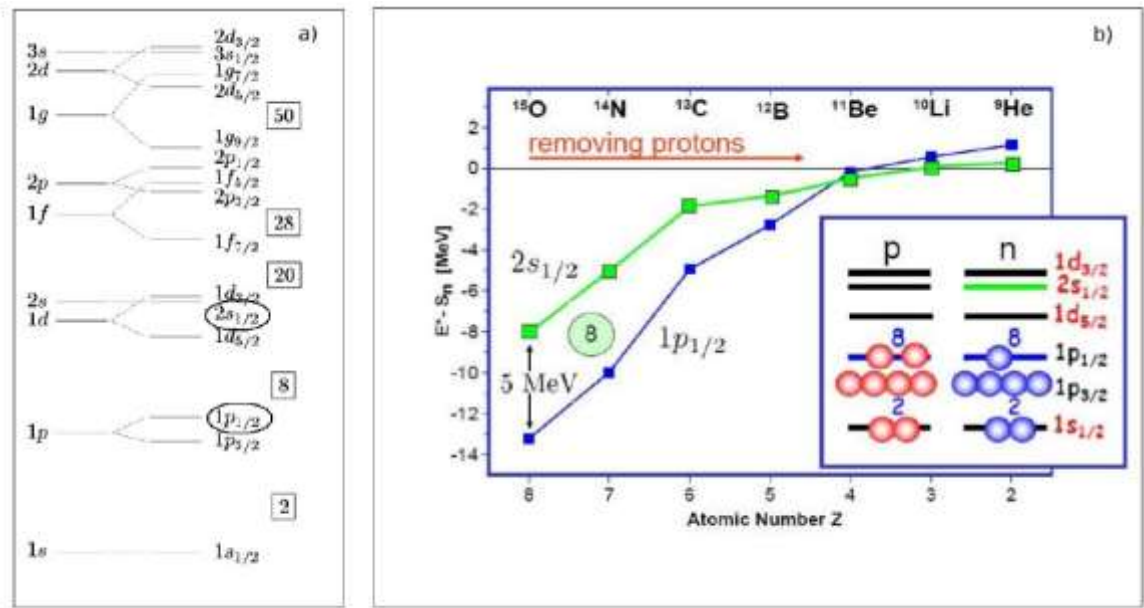 a)
2d3/2
3s
3s1/2
2d
1g7/2
2d5/2
1g
50
1g9/2
2p1/2
2p
1f5/2
2p3/2
1f
28
1f7/2
20
1d3/2
2s
2s1/2
1d
1d5/2
8
1p1/2
1p
1p3/2
2
1s
1s1/2
b)
15O 14N 13C 12B 11Be 10Li 9He
removing protons
2
0
-2
-4
-6
-8
-10
-12
-14
E*- Sn [MeV]
2s1/2
8
1p1/2
5 MeV
8 7 6 5 4 3 2
Atomic Number Z
p n
1d3/2
2s1/2
1d5/2
8 8
1p1/2
1p3/2
2 2
1s1/2